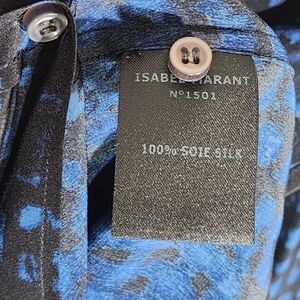 ISABEL MARANT
N°1501
100% SOIE SILK